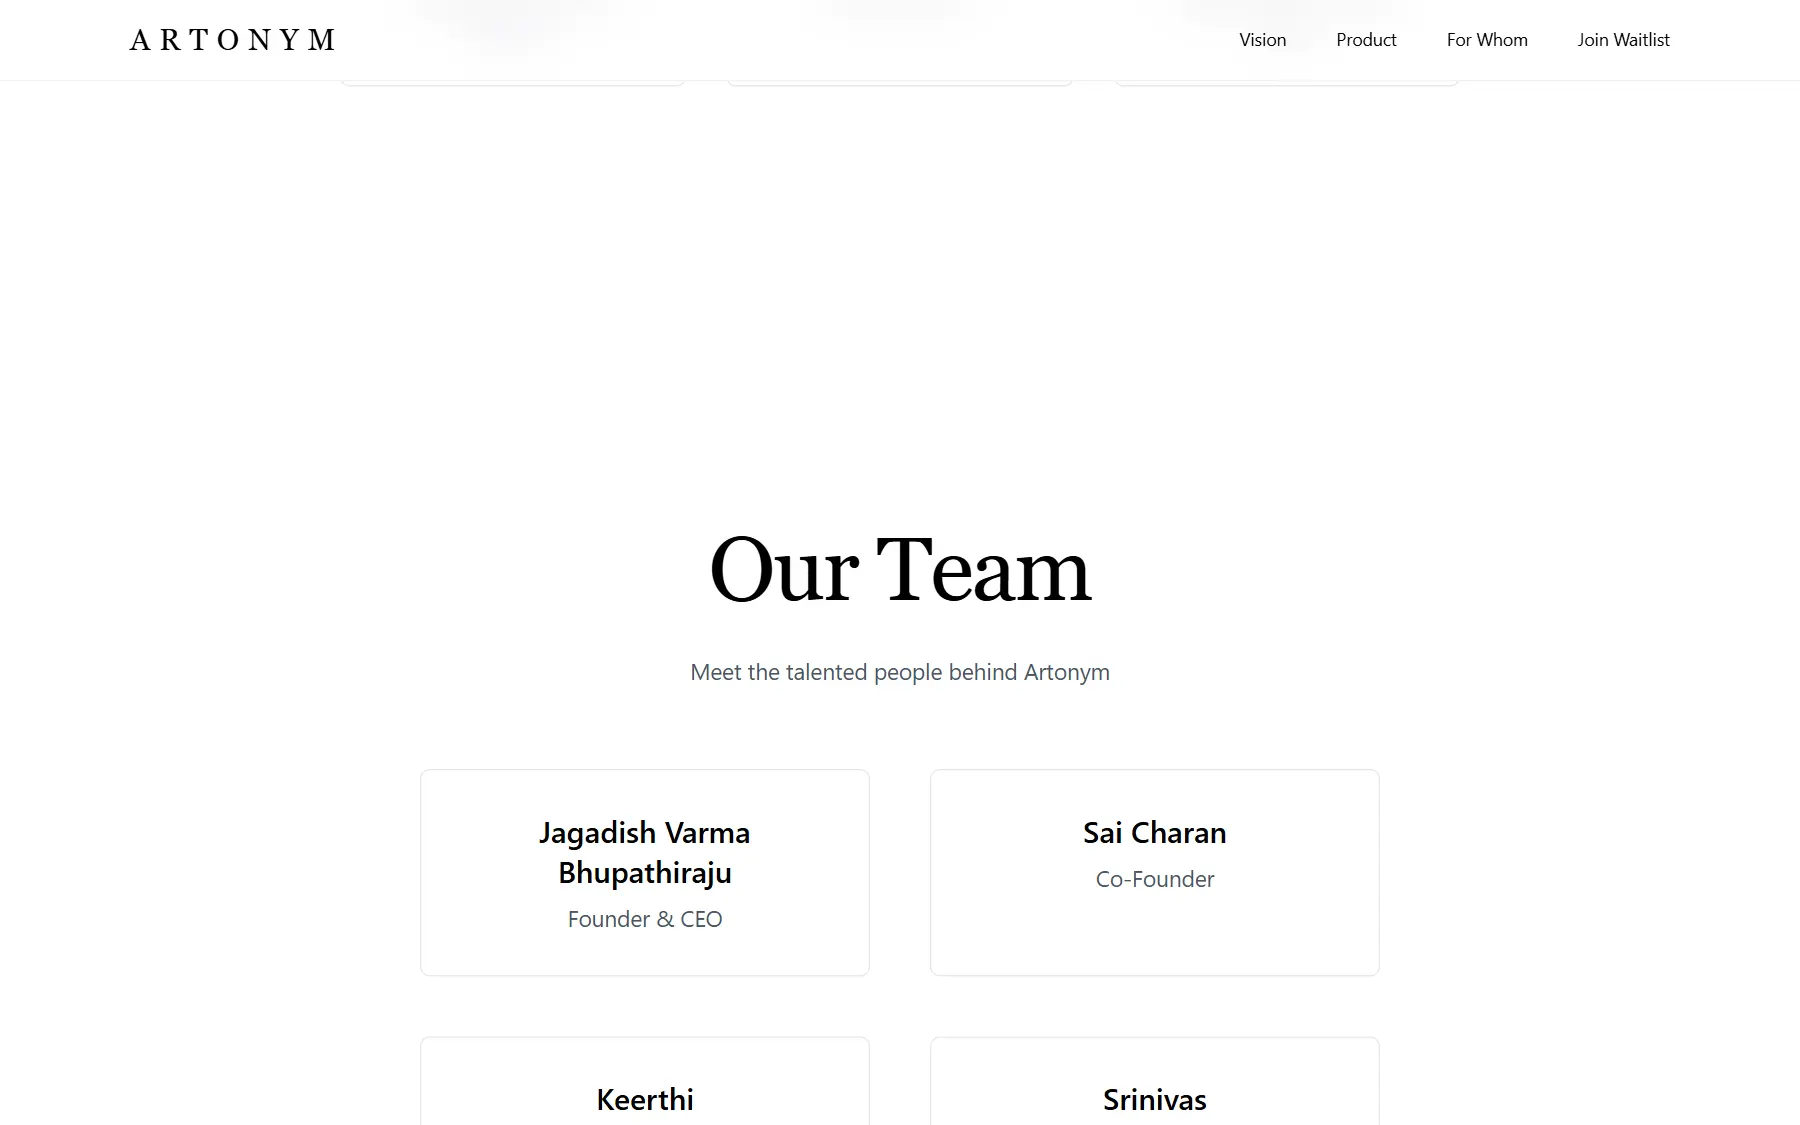 ARTONYM
Vision
Product
For Whom
Join Waitlist
Our Team
Meet the talented people behind Artonym
Jagadish Varma
Bhupathiraju
Founder & CEO
Sai Charan
Co-Founder
Keerthi
Srinivas